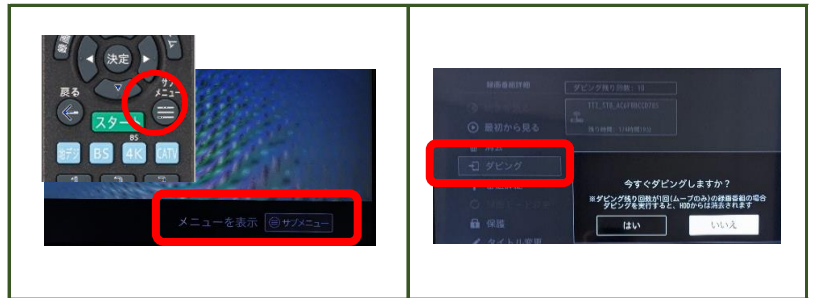 決定
戻る
サブ
メニュー
スタート
BS
地デジ
BS
4K
CATV
メニューを表示
サブメニュー
録画番組詳細
ダビング残り回数: 10
最初から見る
消去
ダビング
今すぐダビングしますか？
※ダビング残り回数が1回(ムーブのみ)の録画番組の場合
ダビングを実行すると、HDDからは消去されます
はい
いいえ
保護
タイトル変更